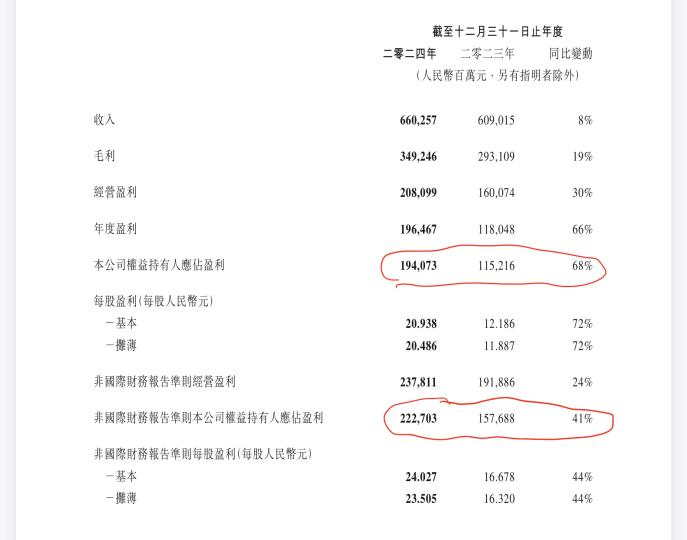 截至十二月三十一日止年度
二零二四年 二零二三年 同比變動
(人民幣百萬元，另有指明者除外)
收入 660,257 609,015 8%
毛利 349,246 293,109 19%
經營盈利 208,099 160,074 30%
年度盈利 196,467 118,048 66%
本公司權益持有人應佔盈利 194,073 115,216 68%
每股盈利(每股人民幣元)
－基本 20.938 12.186 72%
－攤薄 20.486 11.887 72%
非國際財務報告準則經營盈利 237,811 191,886 24%
非國際財務報告準則本公司權益持有人應佔盈利 222,703 157,688 41%
非國際財務報告準則每股盈利(每股人民幣元)
－基本 24.027 16.678 44%
－攤薄 23.505 16.320 44%